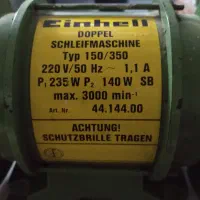 Einhell
DOPPEL
SCHLEIFMASCHINE
Typ 150/350
220 V/50 Hz ~ 1,1 A
P₁ 235 W P₂ 140 W SB
max. 3000 min⁻¹
Art. Nr. 44.144.00
ACHTUNG!
SCHUTZBRILLE TRAGEN